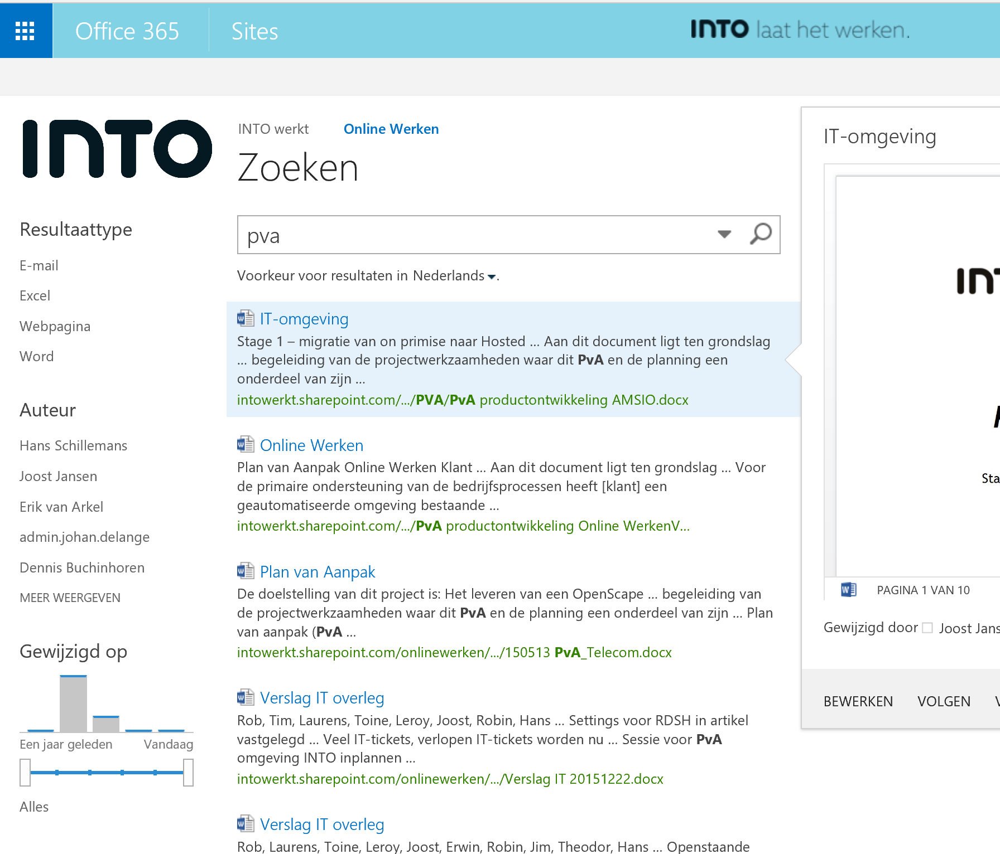 Office 365
Sites
INTO laat het werken.
INTO
INTO werkt
Online Werken
Zoeken
pva
Voorkeur voor resultaten in Nederlands .
Resultaattype
E-mail
Excel
Webpagina
Word
Auteur
Hans Schillemans
Joost Jansen
Erik van Arkel
admin.johan.delange
Dennis Buchinhoren
MEER WEERGEVEN
Gewijzigd op
Een jaar geleden
Vandaag
Alles
IT-omgeving
Stage 1 – migratie van on primise naar Hosted ... Aan dit document ligt ten grondslag
... begeleiding van de projectwerkzaamheden waar dit PvA en de planning een
onderdeel van zijn ...
intowerkt.sharepoint.com/.../PVA/PvA productontwikkeling AMSIO.docx
Online Werken
Plan van Aanpak Online Werken Klant ... Aan dit document ligt ten grondslag ... Voor
de primaire ondersteuning van de bedrijfsprocessen heeft [klant] een
geautomatiseerde omgeving bestaande ...
intowerkt.sharepoint.com/.../PvA productontwikkeling Online WerkenV...
Plan van Aanpak
De doelstelling van dit project is: Het leveren van een OpenScape ... begeleiding van
de projectwerkzaamheden waar dit PvA en de planning een onderdeel van zijn ... Plan
van aanpak (PvA ...
intowerkt.sharepoint.com/onlinewerken/.../150513 PvA_Telecom.docx
Verslag IT overleg
Rob, Tim, Laurens, Toine, Leroy, Joost, Robin, Hans ... Settings voor RDSH in artikel
vastgelegd ... Veel IT-tickets, verlopen IT-tickets worden nu ... Sessie voor PvA
omgeving INTO inplannen ...
intowerkt.sharepoint.com/onlinewerken/.../Verslag IT 20151222.docx
Verslag IT overleg
Rob, Laurens, Toine, Leroy, Joost, Erwin, Robin, Jim, Theodor, Hans ... Openstaande
IT-omgeving
INT
Sta
PAGINA 1 VAN 10
Gewijzigd door Joost Jans
BEWERKEN
VOLGEN